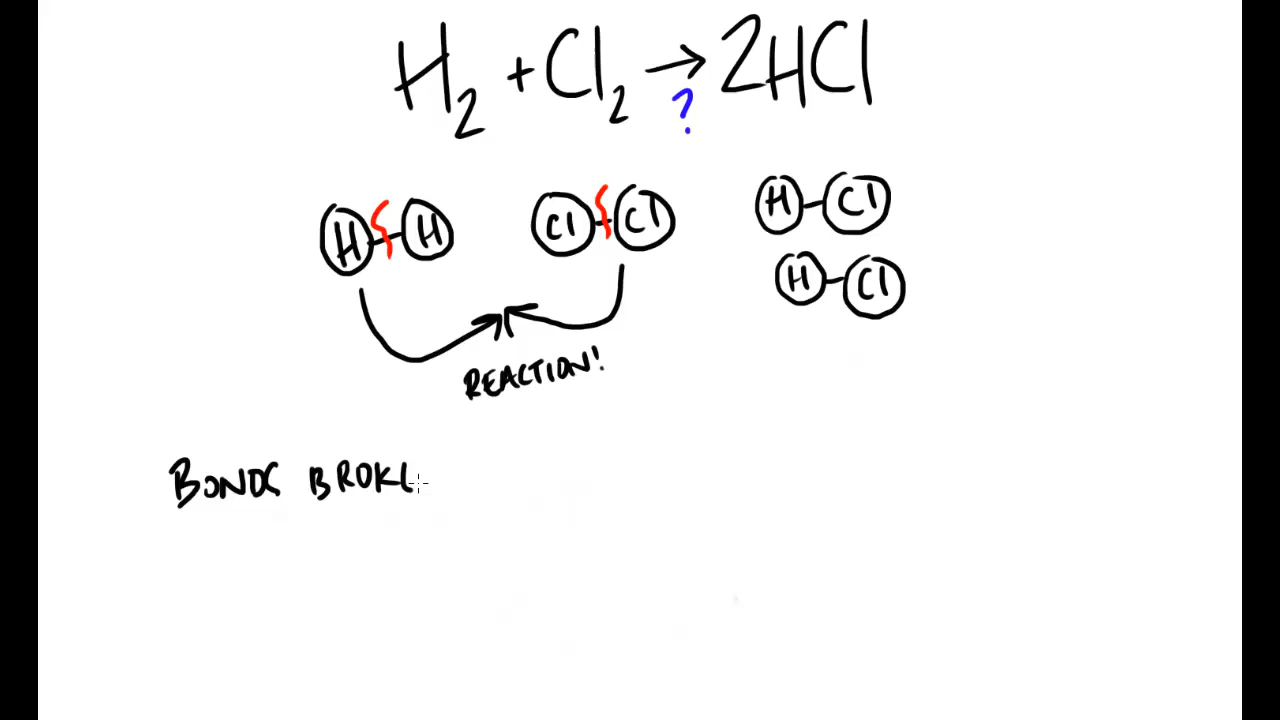 H₂ + Cl₂ → 2HCl
?
H H Cl Cl H Cl
H Cl
REACTION!
BONDS BROKE